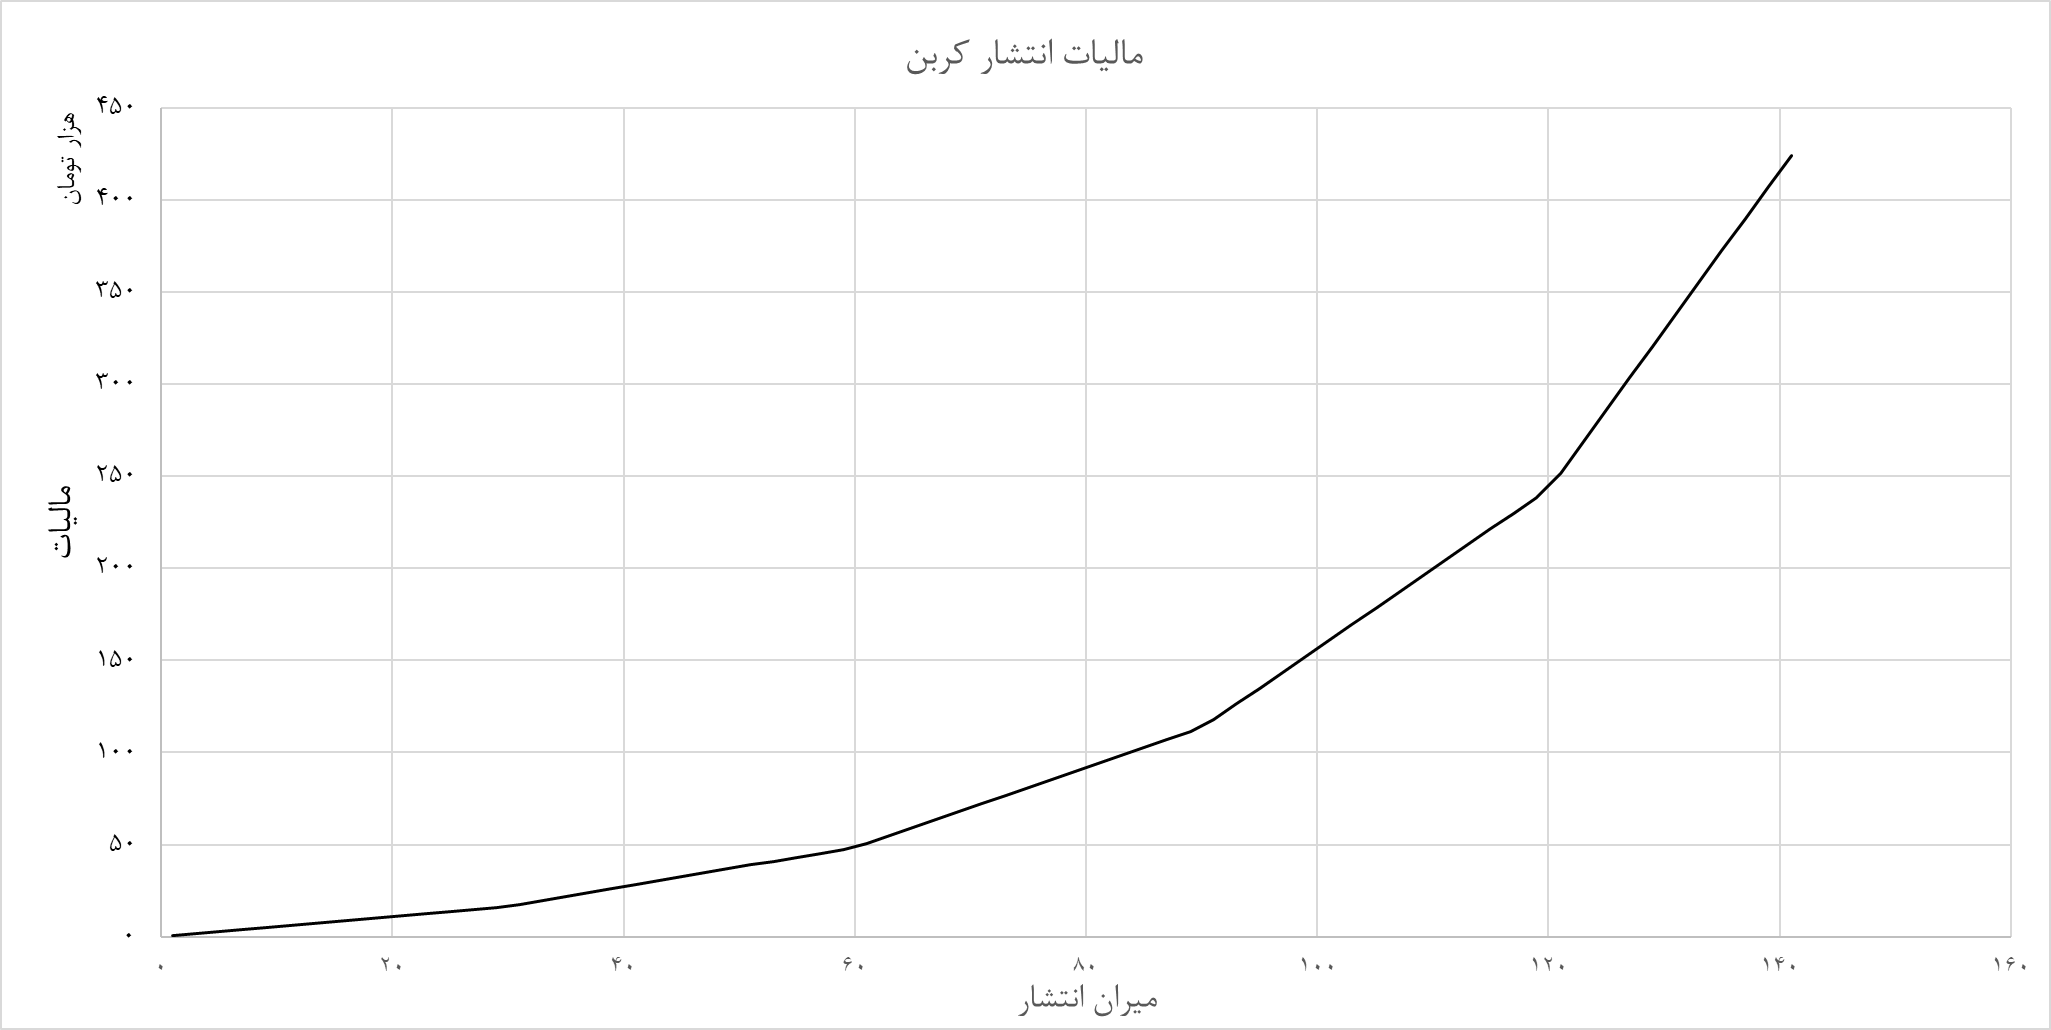 مالیات انتشار کربن
هزار تومان
مالیات
۴۵۰
۴۰۰
۳۵۰
۳۰۰
۲۵۰
۲۰۰
۱۵۰
۱۰۰
۵۰
۰
۰ ۲۰ ۴۰ ۶۰ ۸۰ ۱۰۰ ۱۲۰ ۱۴۰ ۱۶۰
میران انتشار